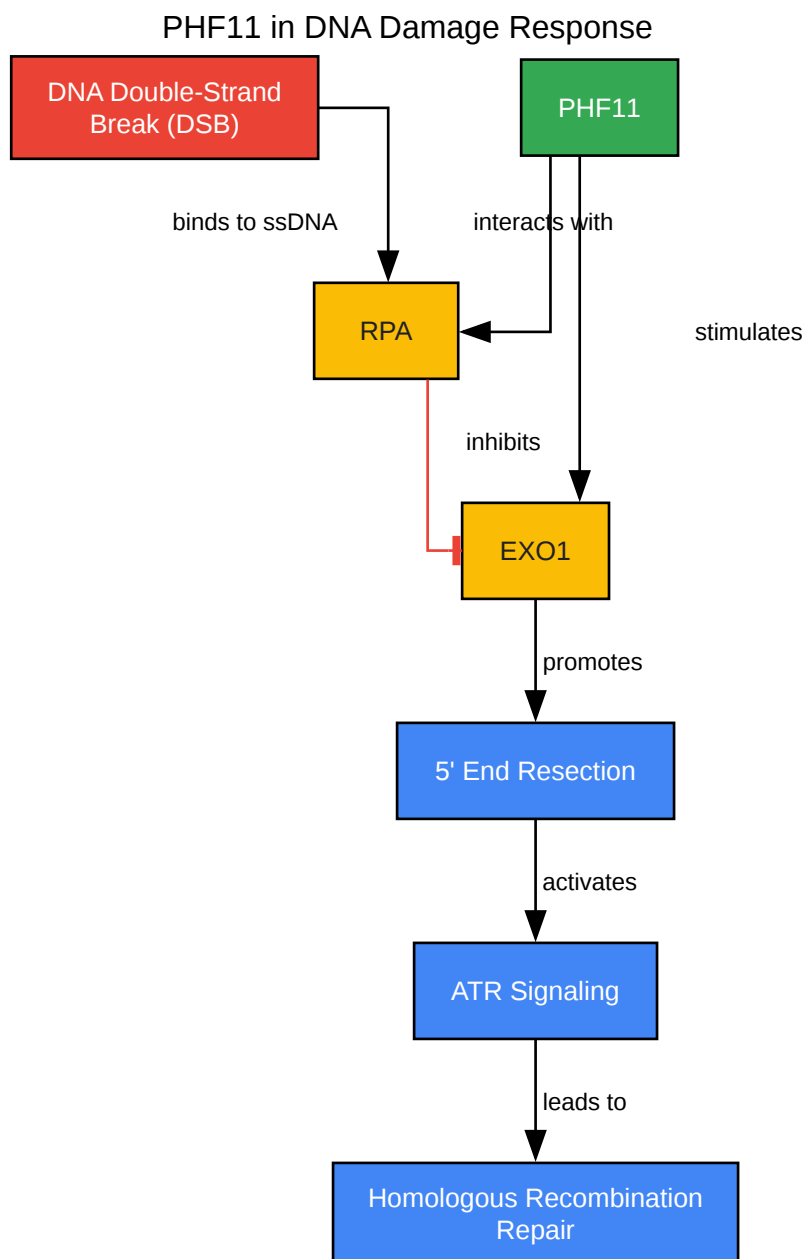 PHF11 in DNA Damage Response
DNA Double-Strand
Break (DSB)
PHF11
binds to ssDNA
interacts with
RPA
stimulates
inhibits
EXO1
promotes
5' End Resection
activates
ATR Signaling
leads to
Homologous Recombination
Repair